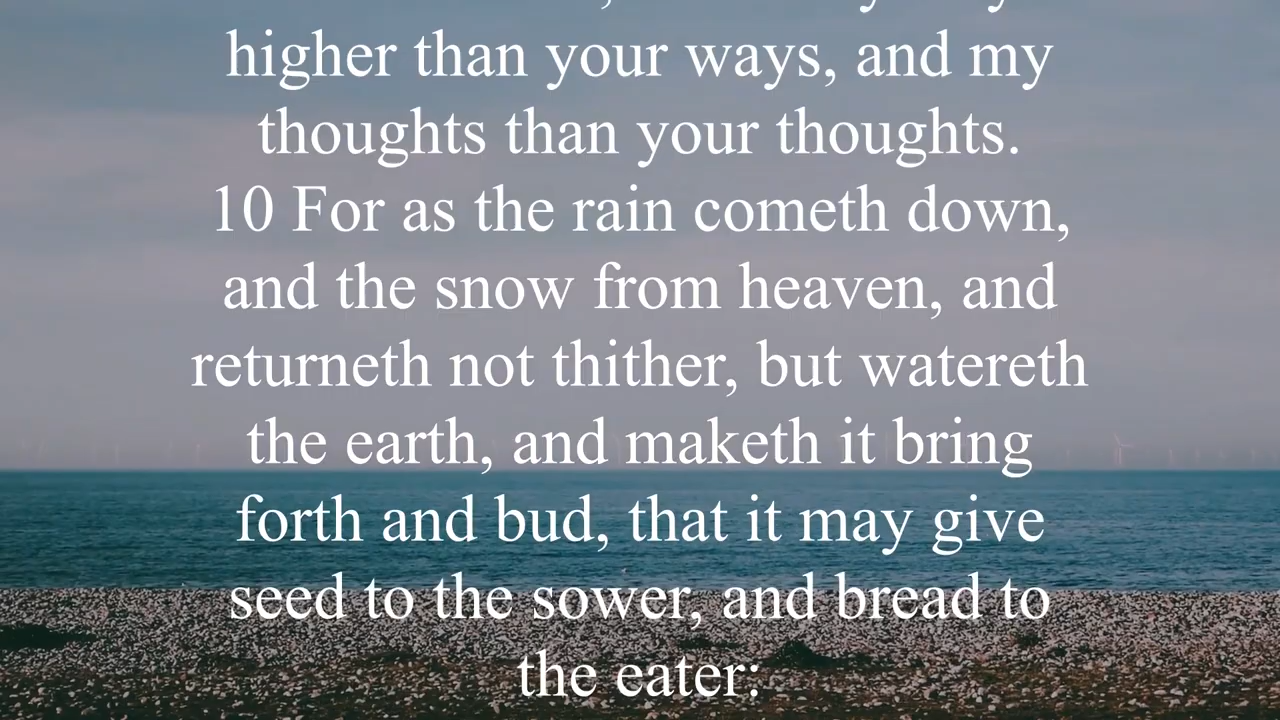 higher than your ways, and my
thoughts than your thoughts.
10 For as the rain cometh down,
and the snow from heaven, and
returneth not thither, but watereth
the earth, and maketh it bring
forth and bud, that it may give
seed to the sower, and bread to
the eater: